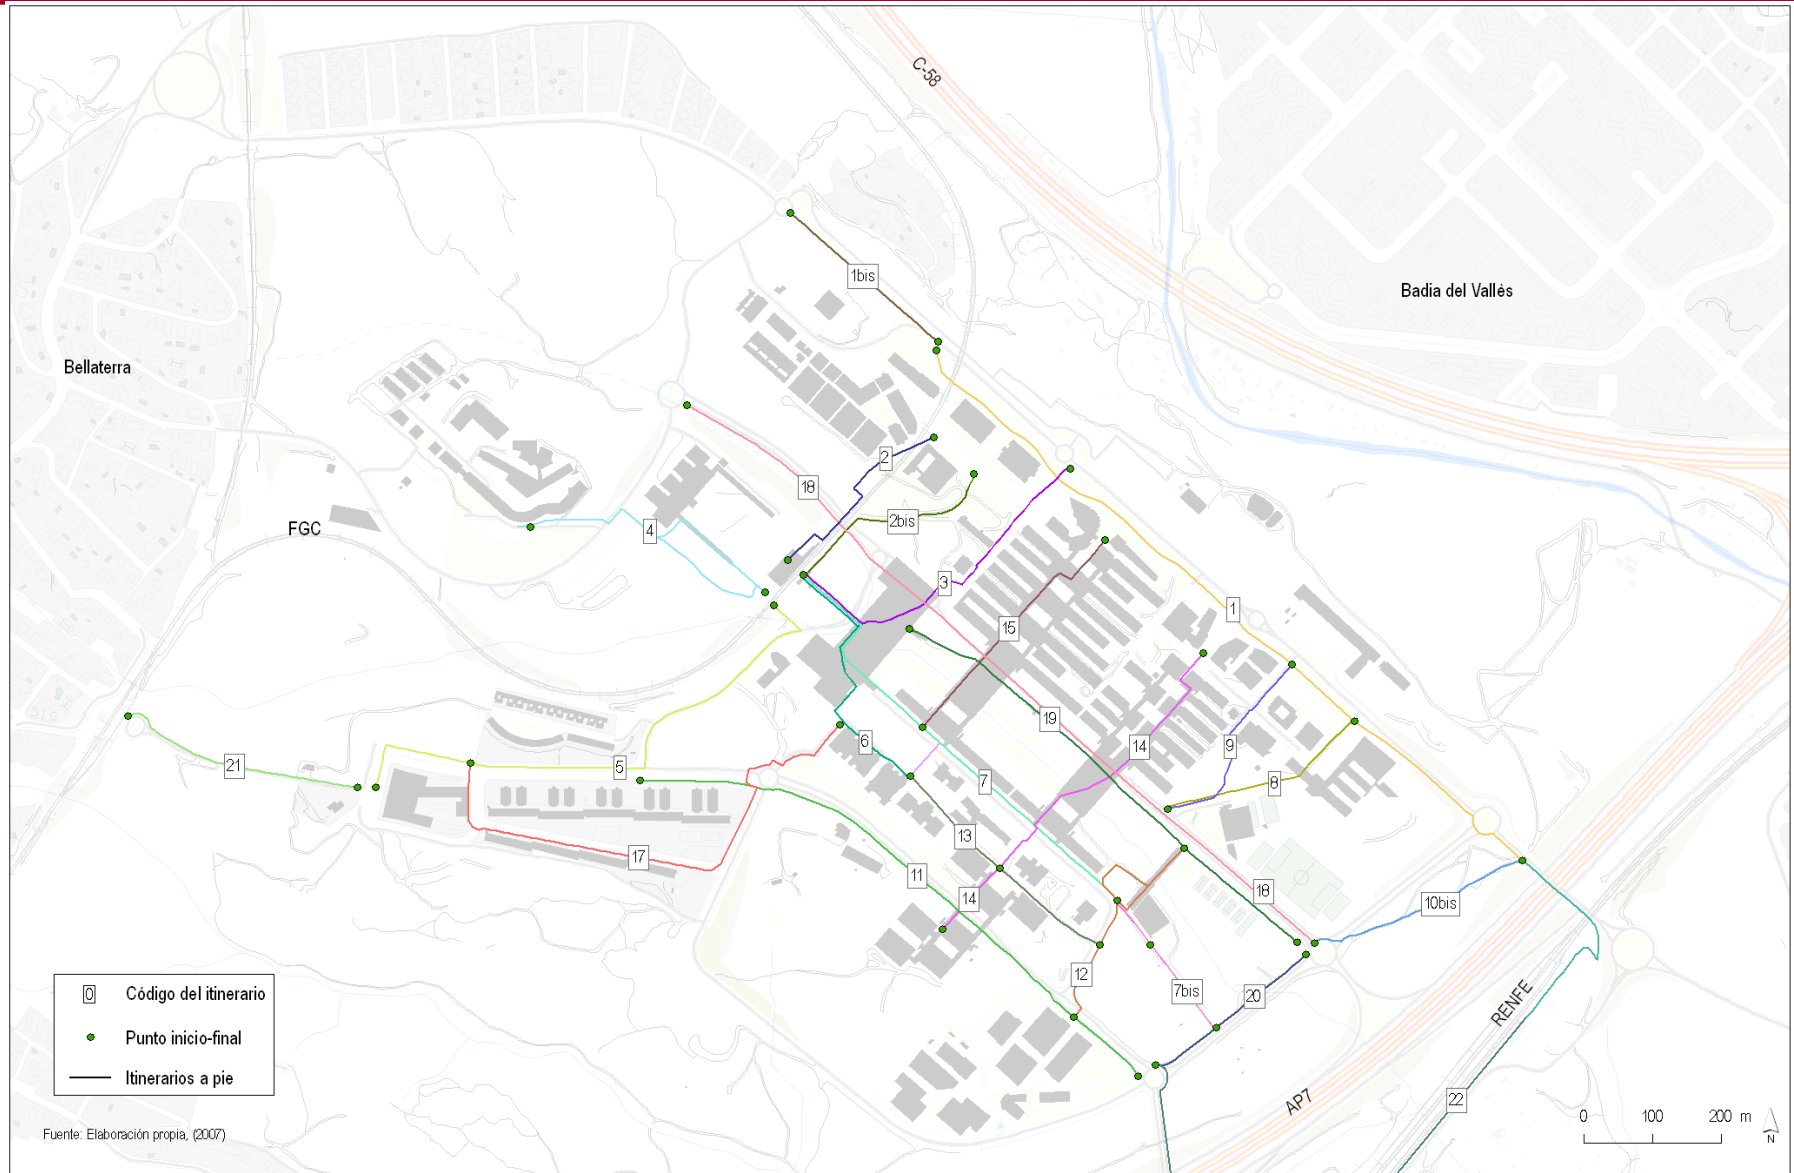 C-58
1bis
Badia del Vallès
Bellaterra
2
18
2bis
FGC
4
3
1
15
19
6
14
9
21
5
7
8
13
17
11
14
18
10bis
12
7bis
20
RENFE
22
AP7
0 Código del itinerario
Punto inicio-final
Itinerarios a pie
Fuente: Elaboración propia, (2007)
0 100 200 m
N